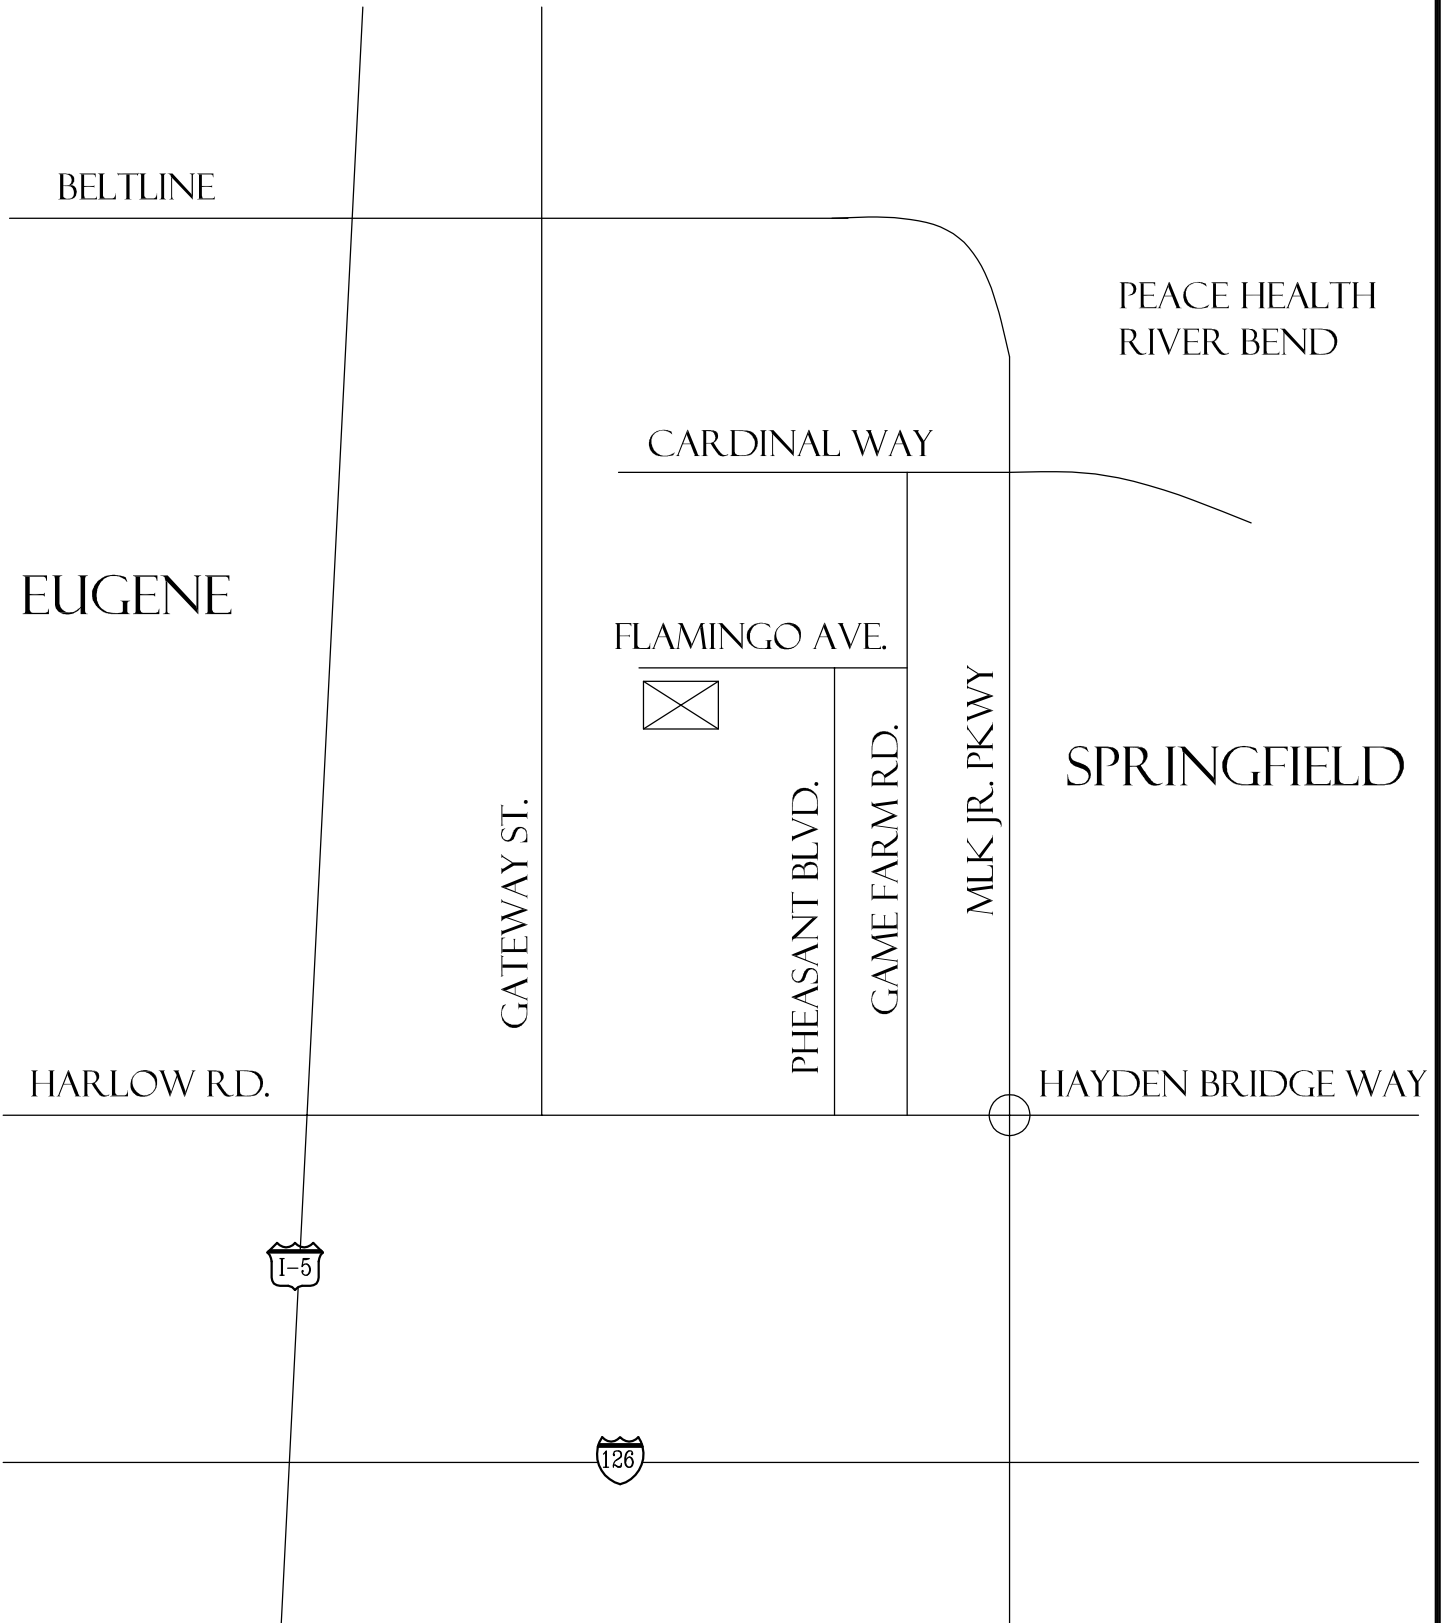 BELTLINE
PEACE HEALTH
RIVER BEND
CARDINAL WAY
EUGENE
FLAMINGO AVE.
MLK JR. PKWY
SPRINGFIELD
GAME FARM RD.
PHEASANT BLVD.
GATEWAY ST.
HARLOW RD.
HAYDEN BRIDGE WAY
I-5
126